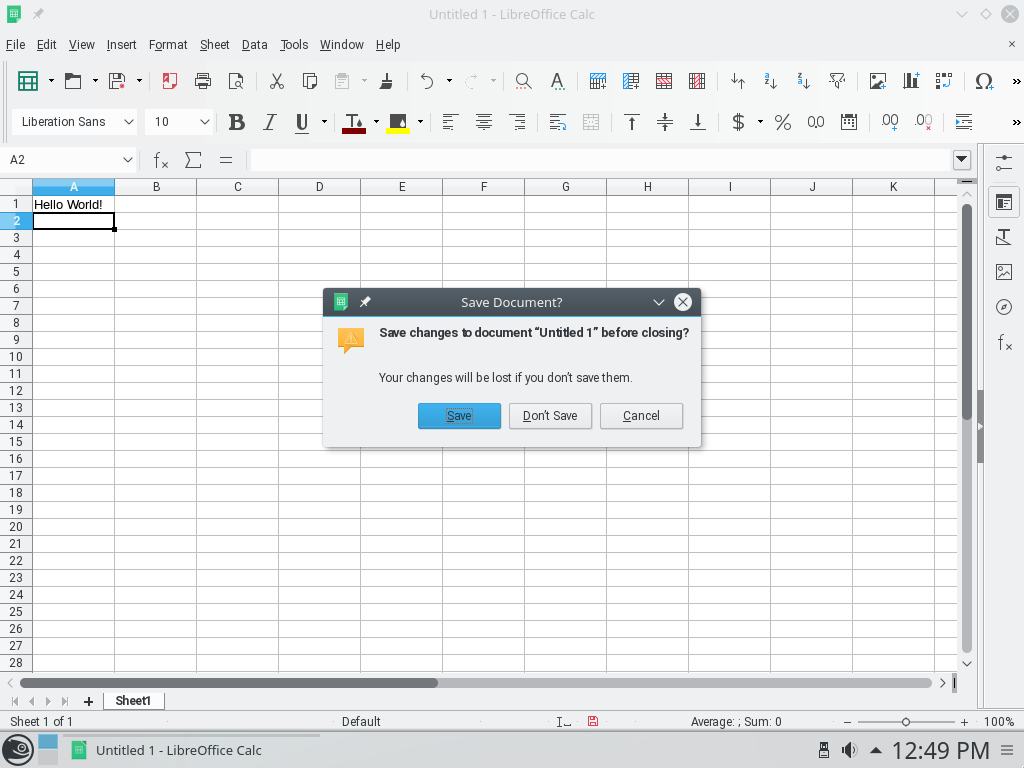 Untitled 1 - LibreOffice Calc
File Edit View Insert Format Sheet Data Tools Window Help
Liberation Sans 10
A2
A B C D E F G H I J K
1 Hello World!
2
3
4
5
6
7
8
9
10
11
12
13
14
15
16
17
18
19
20
21
22
23
24
25
26
27
28
Save Document?
Save changes to document “Untitled 1” before closing?
Your changes will be lost if you don’t save them.
Save Don’t Save Cancel
Sheet1
Sheet 1 of 1 Default Average: ; Sum: 0 100%
Untitled 1 - LibreOffice Calc 12:49 PM